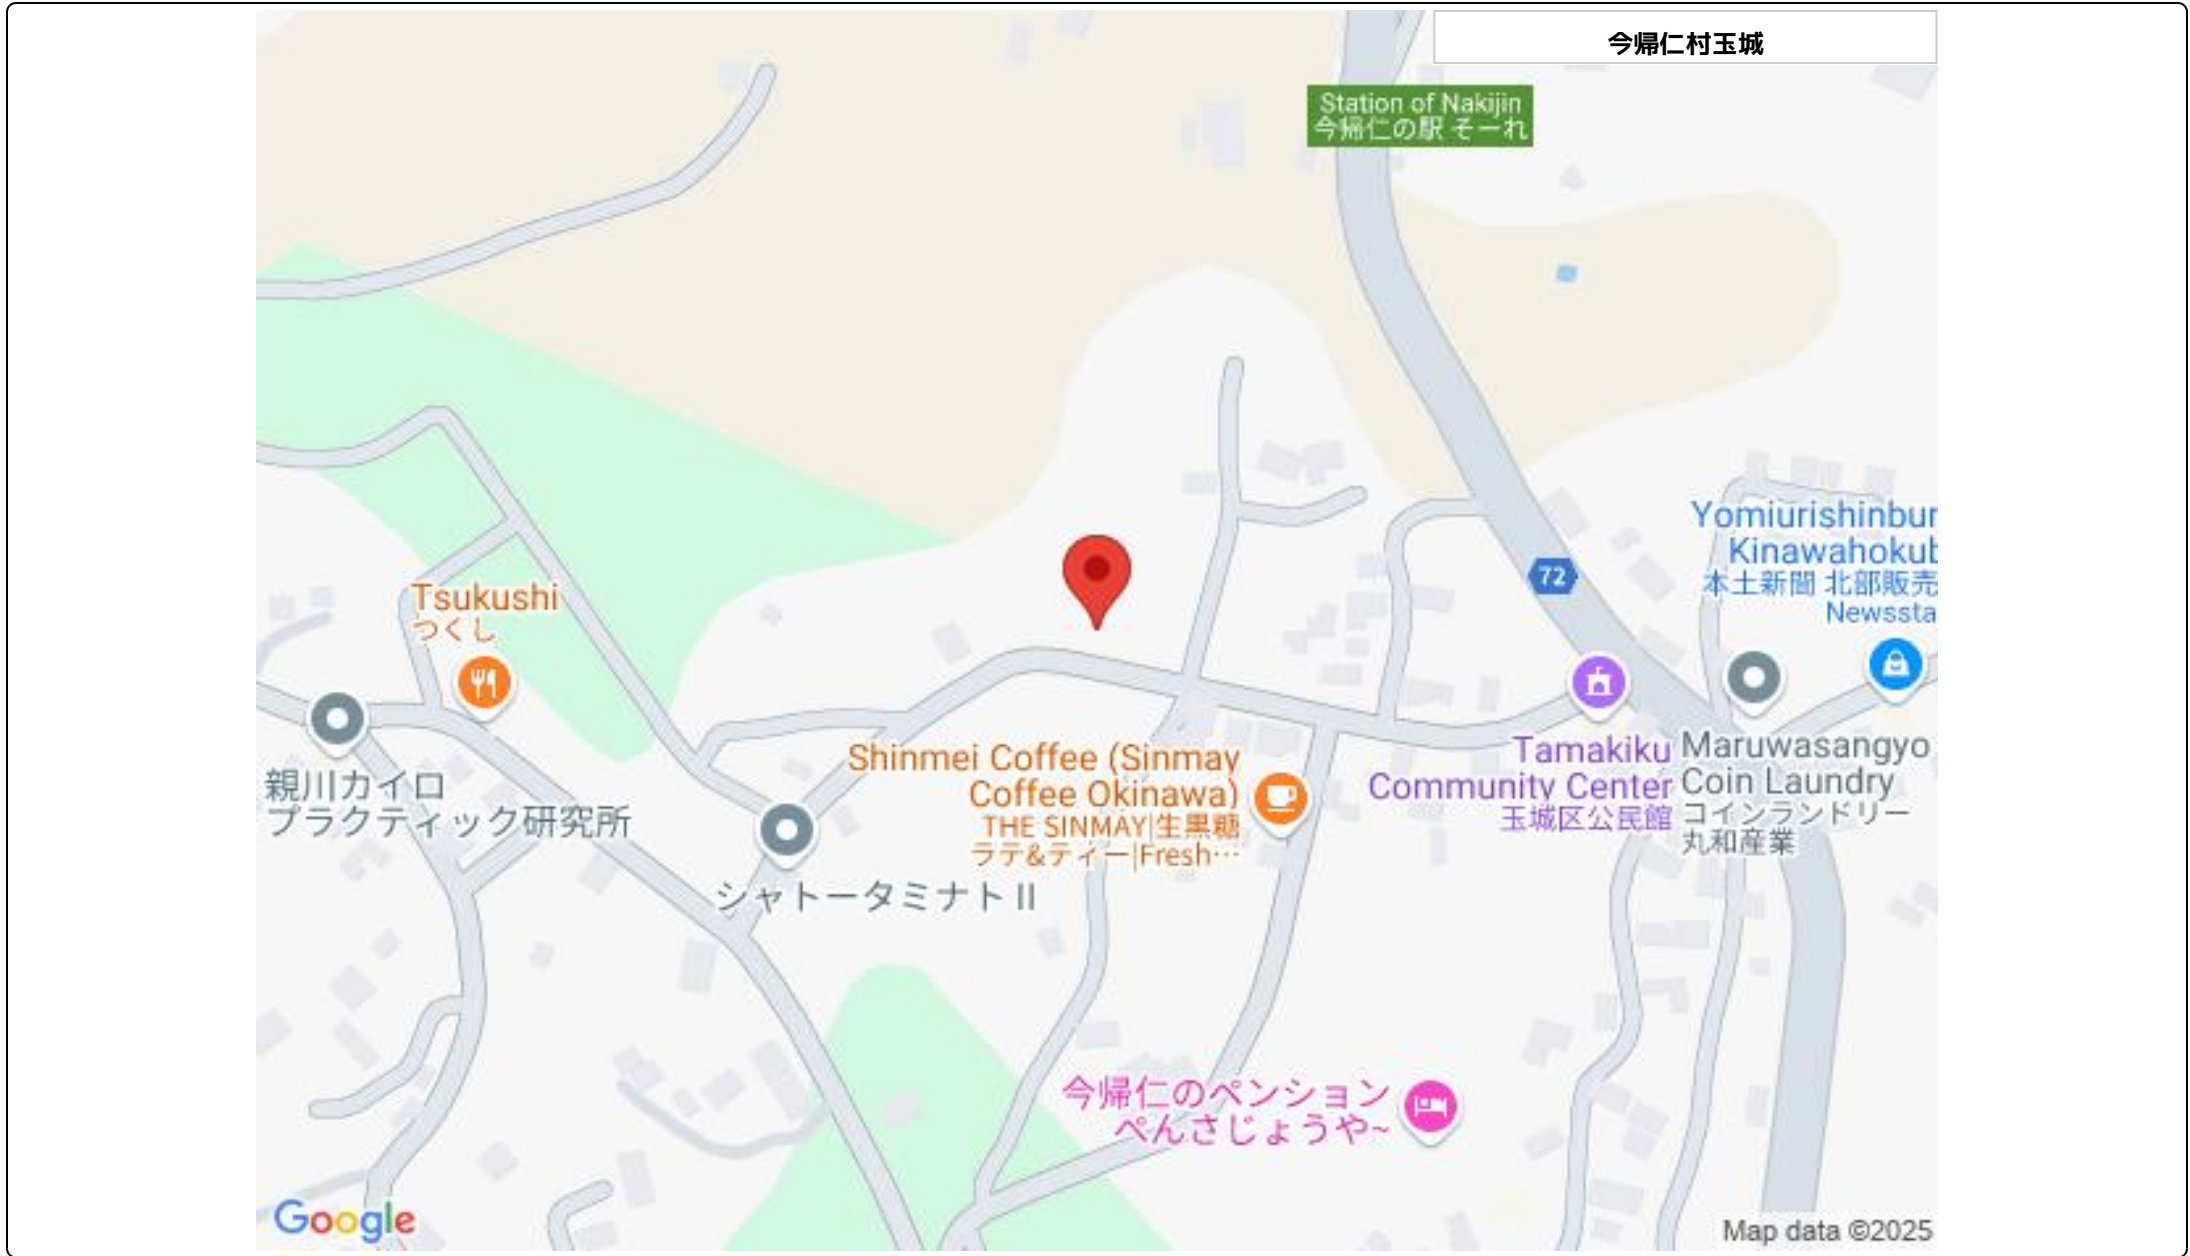 今帰仁村玉城
Station of Nakijin
今帰仁の駅 そーれ
Yomiurishinbur
Kinawahokub
本土新聞 北部販売
Newssta
72
Tsukushi
つくし
親川カイロ
プラクティック研究所
Shinmei Coffee (Sinmay
Coffee Okinawa)
THE SINMAY|生黒糖
ラテ&ティー|Fresh…
Tamakiku
Community Center
玉城区公民館
Maruwasangyo
Coin Laundry
コインランドリー
丸和産業
シャトータミナトⅡ
今帰仁のペンション
ぺんさじょうや~
Google
Map data ©2025